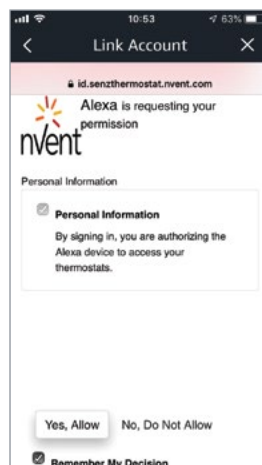 10:53
63%
Link Account
id.senzthermostat.nvent.com
Alexa is requesting your
permission
nvent
Personal Information
Personal Information
By signing in, you are authorizing the
Alexa device to access your
thermostats.
Yes, Allow No, Do Not Allow
Remember My Decision